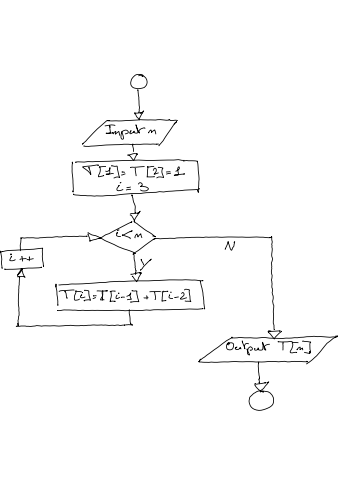 Input n
T[1]=T[2]=1
i=3
i<n
N
i++
Y
T[i]=T[i-1]+T[i-2]
Output T[n]